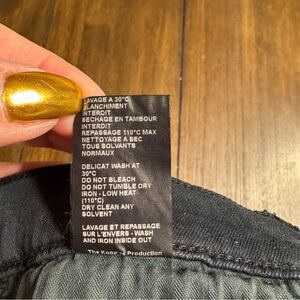 LAVAGE A 30°C
BLANCHIMENT
INTERDIT
SECHAGE EN TAMBOUR
INTERDIT
REPASSAGE 110°C MAX
NETTOYAGE A SEC
TOUS SOLVANTS
NORMAUX
DELICAT WASH AT
30°C
DO NOT BLEACH
DO NOT TUMBLE DRY
IRON - LOW HEAT
(110°C)
DRY CLEAN ANY
SOLVENT
LAVAGE ET REPASSAGE
SUR L'ENVERS - WASH
AND IRON INSIDE OUT
The Production